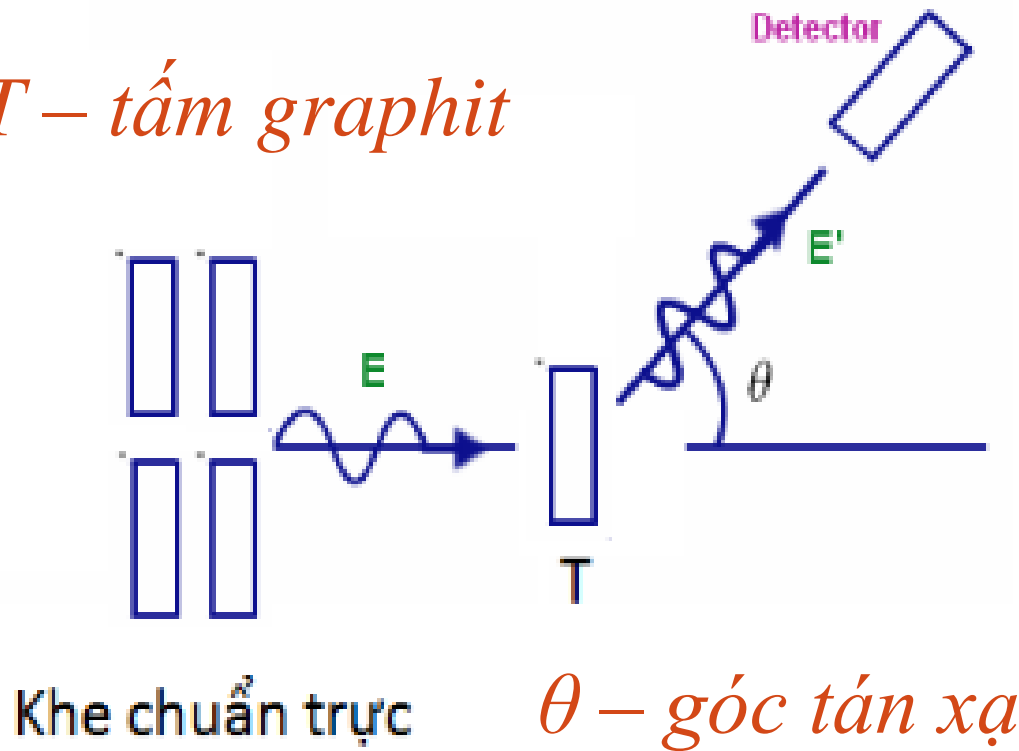 Detector
T – tấm graphit
E'
E
θ
T
Khe chuẩn trực
θ – góc tán xạ